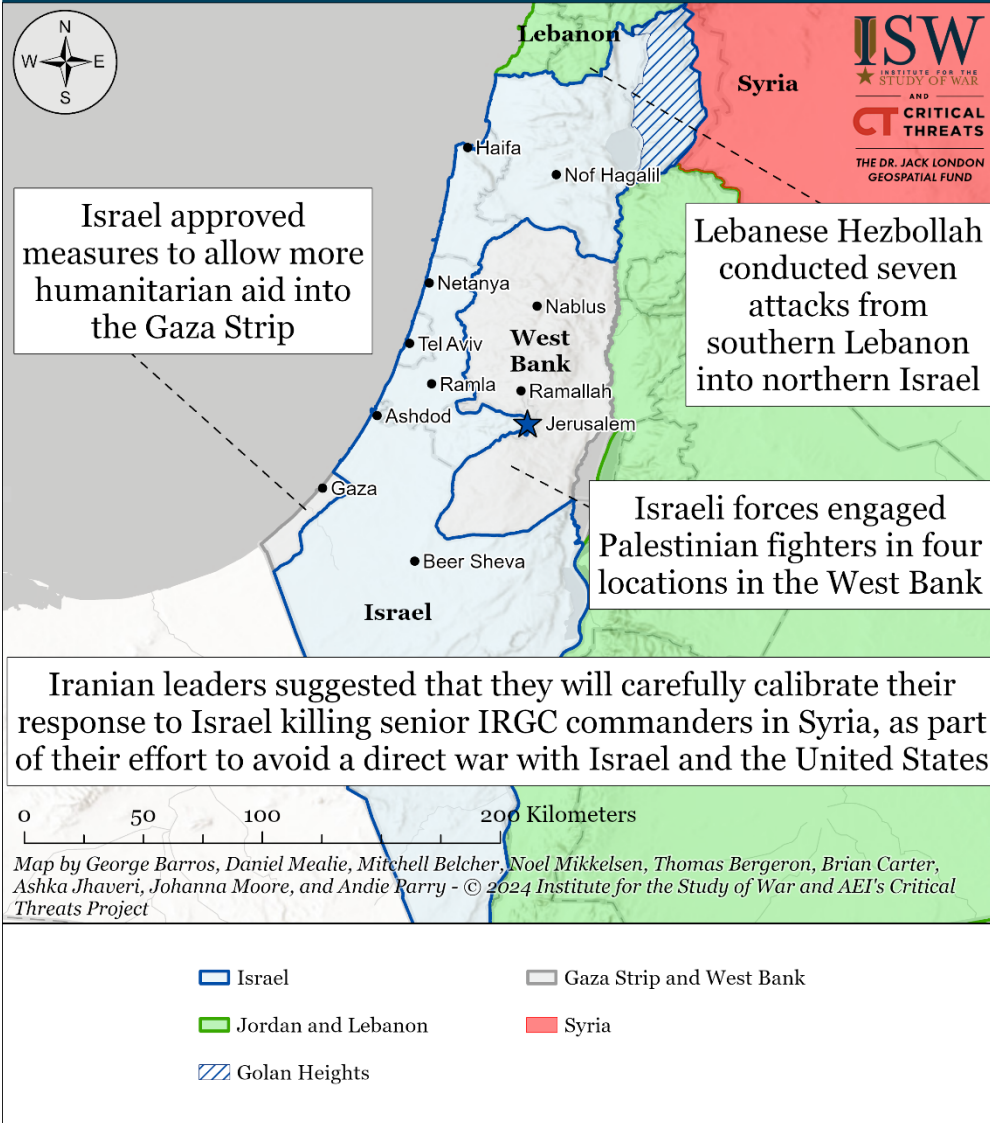 N
W
E
S
Lebanon
Syria
ISW
INSTITUTE FOR THE
STUDY OF WAR
AND
CT CRITICAL
THREATS
THE DR. JACK LONDON
GEOSPATIAL FUND
Haifa
Nof Hagalil
Israel approved
measures to allow more
humanitarian aid into
the Gaza Strip
Lebanese Hezbollah
conducted seven
attacks from
southern Lebanon
into northern Israel
Netanya
Nablus
West
Bank
Tel Aviv
Ramla
Ramallah
Ashdod
Jerusalem
Gaza
Israeli forces engaged
Palestinian fighters in four
locations in the West Bank
Beer Sheva
Israel
Iranian leaders suggested that they will carefully calibrate their
response to Israel killing senior IRGC commanders in Syria, as part
of their effort to avoid a direct war with Israel and the United States
0 50 100 200 Kilometers
Map by George Barros, Daniel Mealie, Mitchell Belcher, Noel Mikkelsen, Thomas Bergeron, Brian Carter,
Ashka Jhaveri, Johanna Moore, and Andie Parry - © 2024 Institute for the Study of War and AEI's Critical
Threats Project
Israel
Gaza Strip and West Bank
Jordan and Lebanon
Syria
Golan Heights